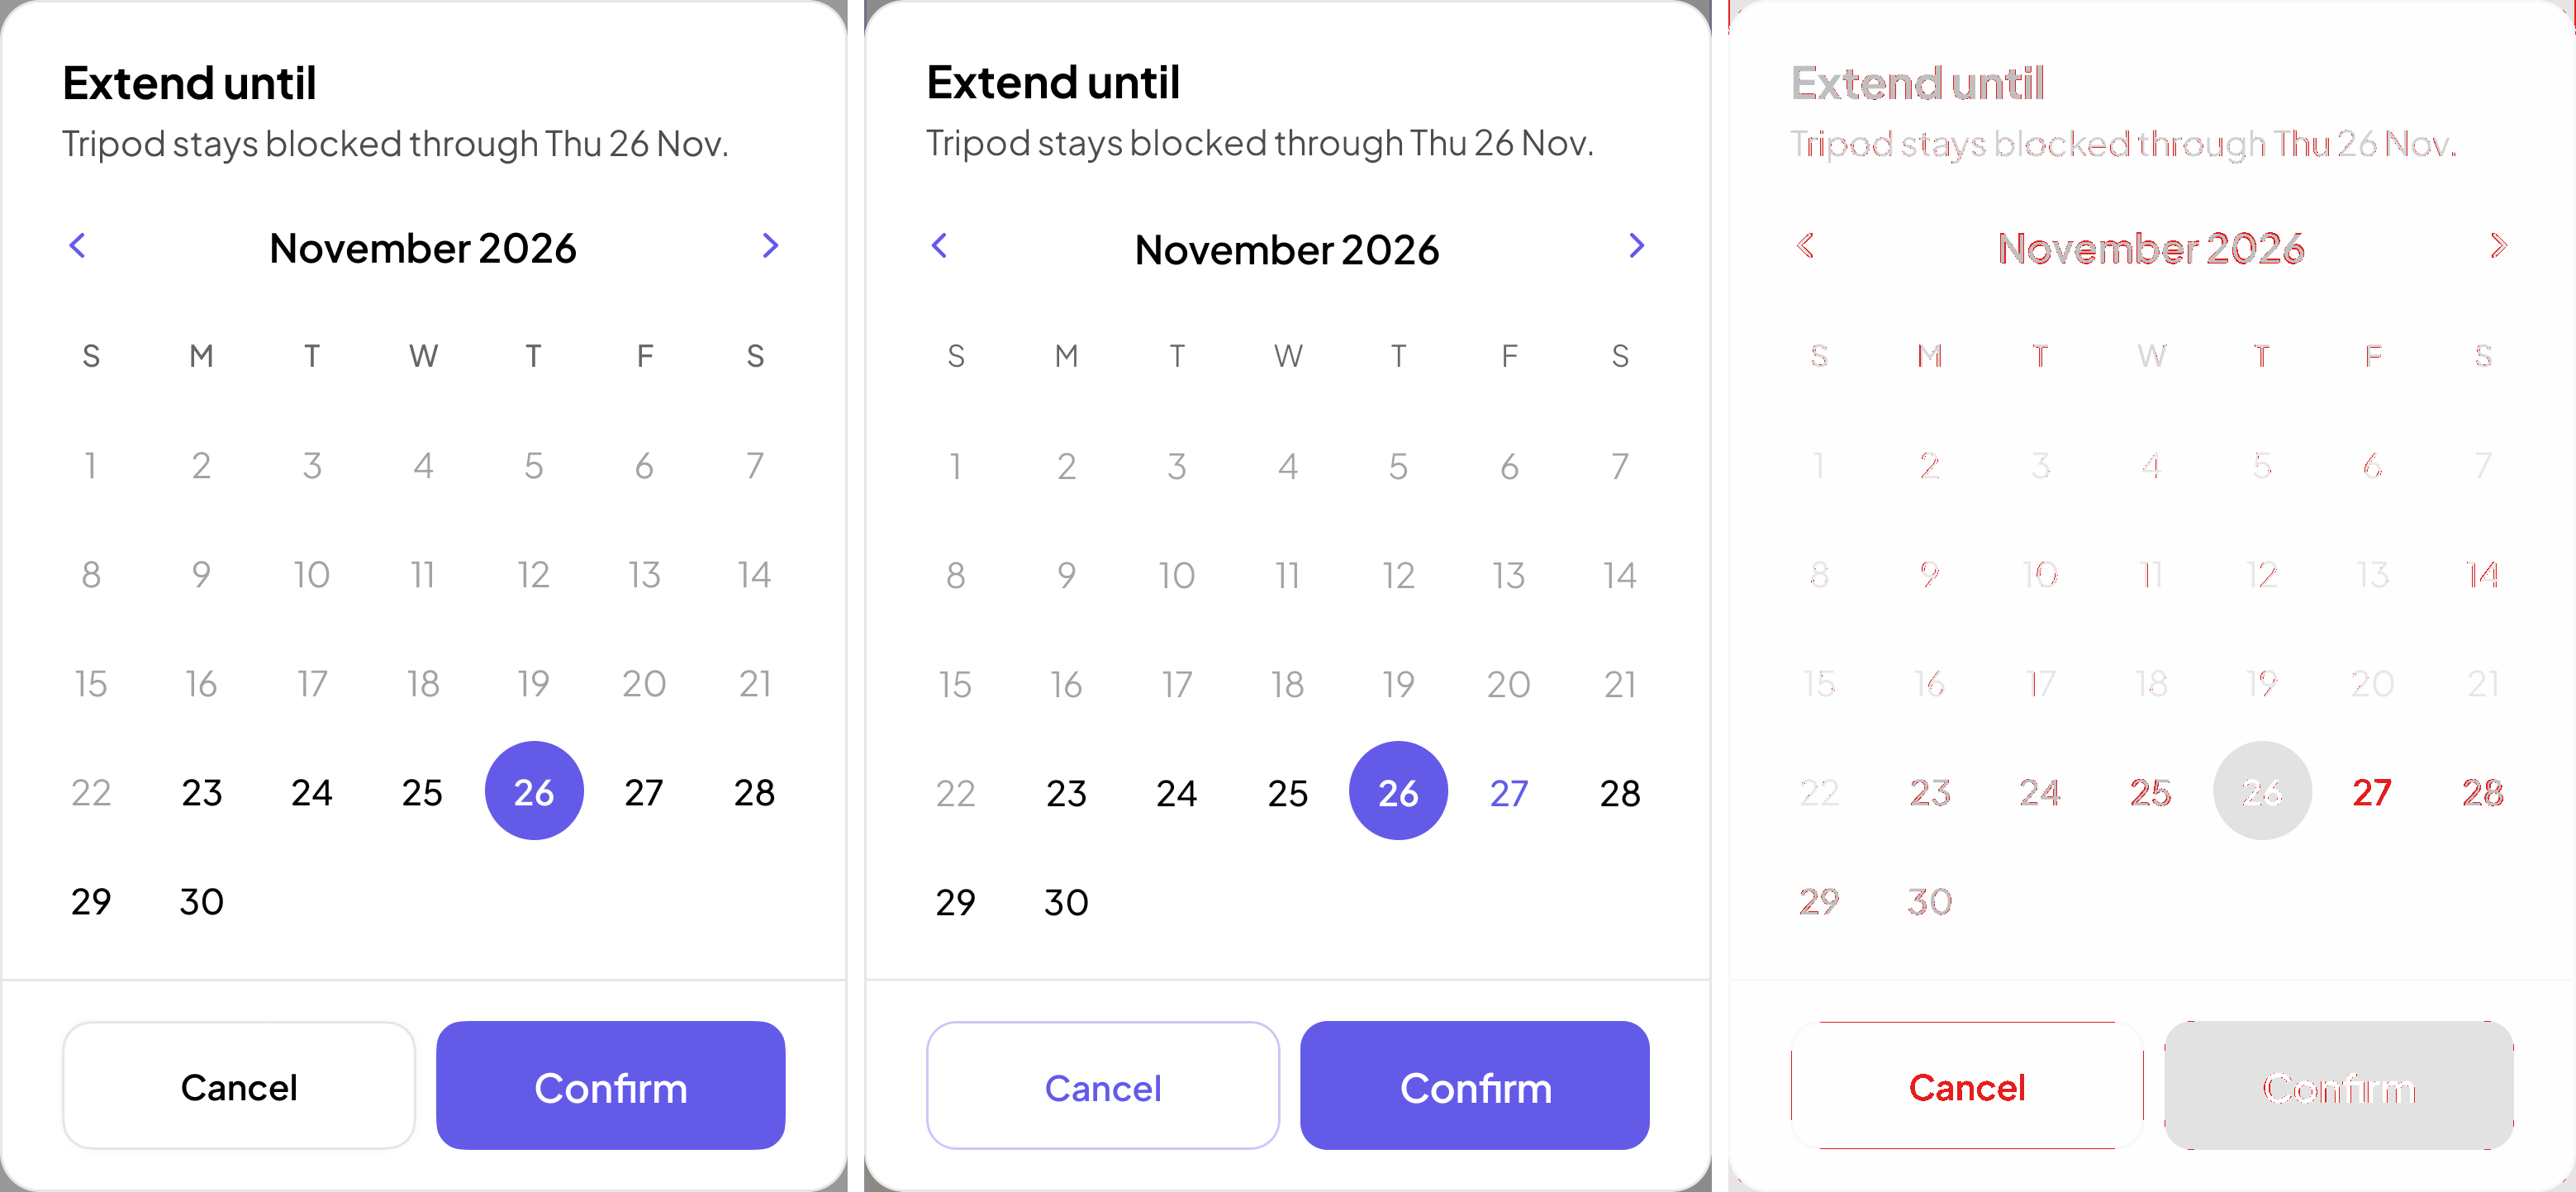 Extend until
Tripod stays blocked through Thu 26 Nov.
November 2026
S M T W T F S
1 2 3 4 5 6 7
8 9 10 11 12 13 14
15 16 17 18 19 20 21
22 23 24 25 26 27 28
29 30
Cancel Confirm
Extend until
Tripod stays blocked through Thu 26 Nov.
November 2026
S M T W T F S
1 2 3 4 5 6 7
8 9 10 11 12 13 14
15 16 17 18 19 20 21
22 23 24 25 26 27 28
29 30
Cancel Confirm
Extend until
Tripod stays blocked through Thu 26 Nov.
November 2026
S M T W T F S
1 2 3 4 5 6 7
8 9 10 11 12 13 14
15 16 17 18 19 20 21
22 23 24 25 26 27 28
29 30
Cancel Confirm